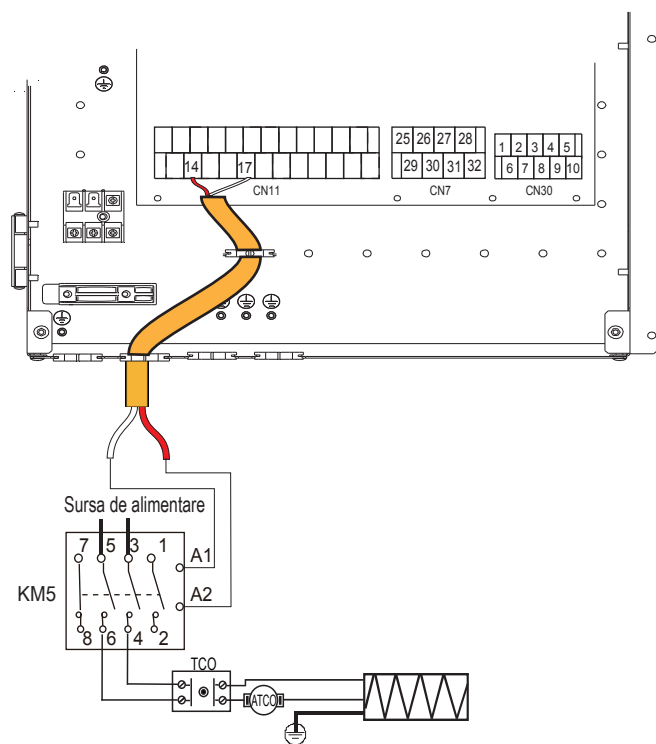 25 26 27 28
1 2 3 4 5
14 17
29 30 31 32
6 7 8 9 10
CN11
CN7
CN30
Sursa de alimentare
7 5 3 1
A1
KM5
A2
8 6 4 2
TCO
ATCO